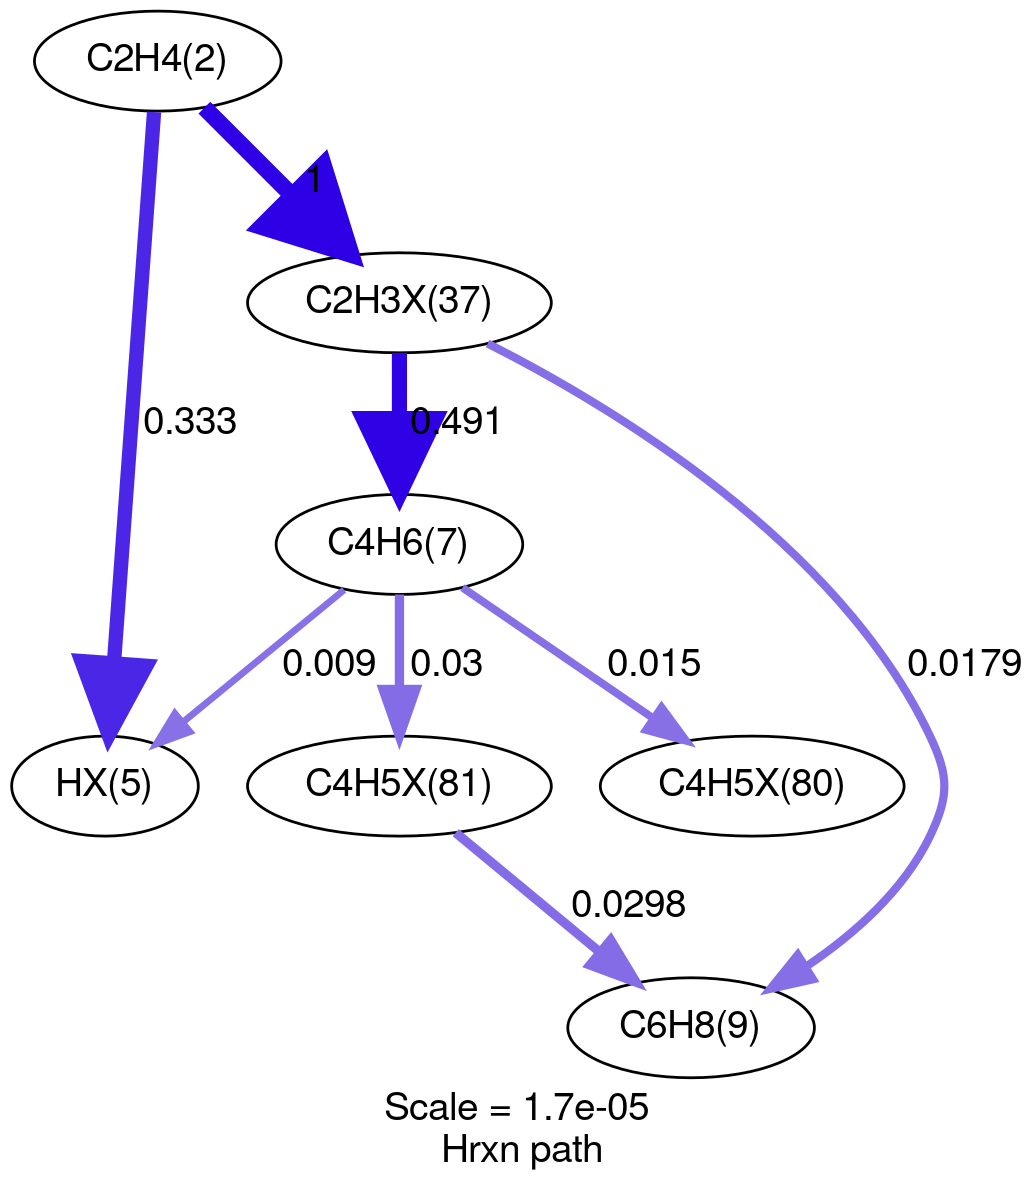 C2H4(2)
1
C2H3X(37)
0.333
0.491
C4H6(7)
0.009
0.03
0.015
0.0179
HX(5)
C4H5X(81)
C4H5X(80)
0.0298
C6H8(9)
Scale = 1.7e-05
Hrxn path